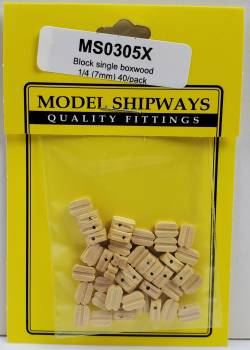 MS0305X
Block single boxwood
1/4 (7mm) 40/pack
MODEL SHIPWAYS
QUALITY FITTINGS